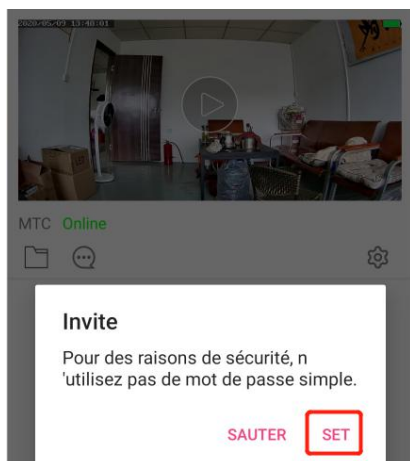 2020/05/09 13:48:01
MTC Online
Invite
Pour des raisons de sécurité, n
'utilisez pas de mot de passe simple.
SAUTER SET